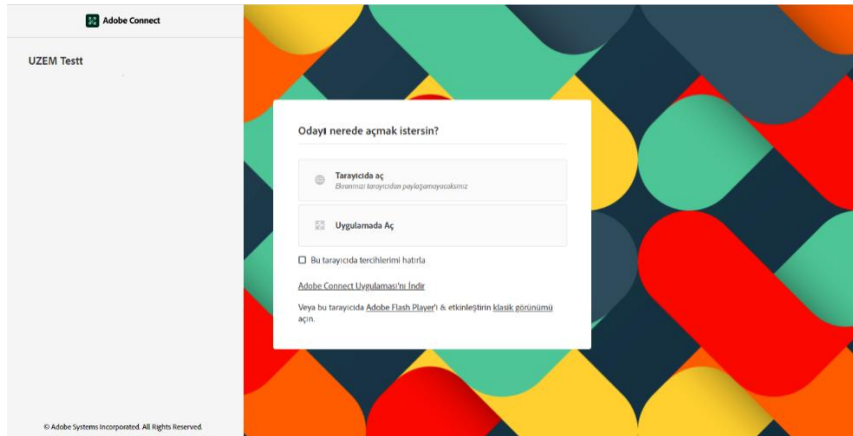 Adobe Connect
UZEM Testt
Odayı nerede açmak istersin?
Tarayıcıda aç
Ekranınızı tarayıcıdan paylaşamayacaksınız
Uygulamada Aç
Bu tarayıcıda tercihlerimi hatırla
Adobe Connect Uygulaması'nı İndir
Veya bu tarayıcıda Adobe Flash Player'i & etkinleştirin klasik görünümü
açın.
© Adobe Systems Incorporated. All Rights Reserved.